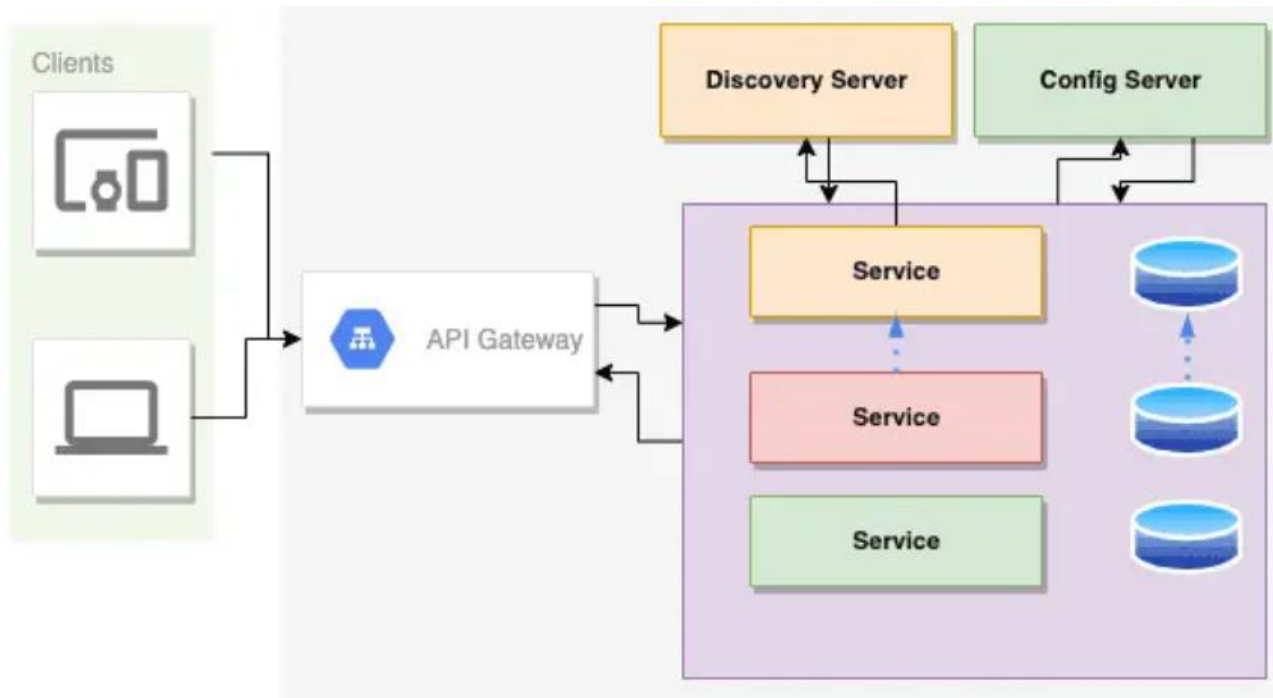 Clients
Discovery Server
Config Server
API Gateway
Service
Service
Service